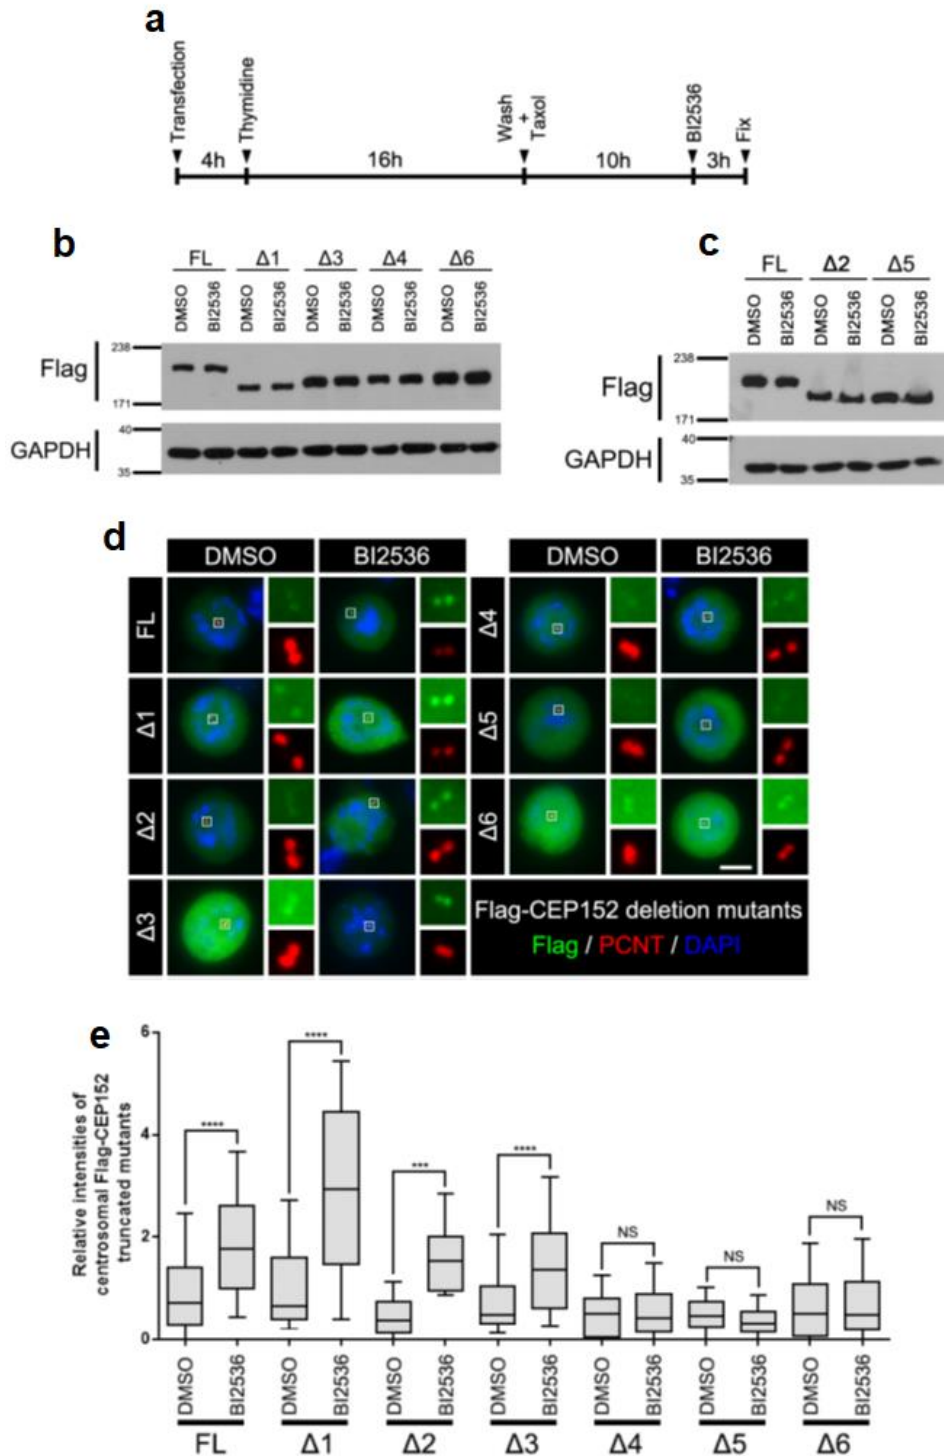 a
Transfection
Thymidine
Wash
+
Taxol
BI2536
Fix
4h
16h
10h
3h
b
FL Δ1 Δ3 Δ4 Δ6
DMSO BI2536 DMSO BI2536 DMSO BI2536 DMSO BI2536 DMSO BI2536
Flag
238
171
GAPDH
40
35
c
FL Δ2 Δ5
DMSO BI2536 DMSO BI2536 DMSO BI2536
Flag
238
171
GAPDH
40
35
d
DMSO BI2536 DMSO BI2536
FL
Δ1
Δ2
Δ3
Δ4
Δ5
Δ6
Flag-CEP152 deletion mutants
Flag / PCNT / DAPI
e
Relative intensities of
centrosomal Flag-CEP152
truncated mutants
6
4
2
0
**** **** *** **** NS NS NS
DMSO BI2536 DMSO BI2536 DMSO BI2536 DMSO BI2536 DMSO BI2536 DMSO BI2536 DMSO BI2536
FL Δ1 Δ2 Δ3 Δ4 Δ5 Δ6